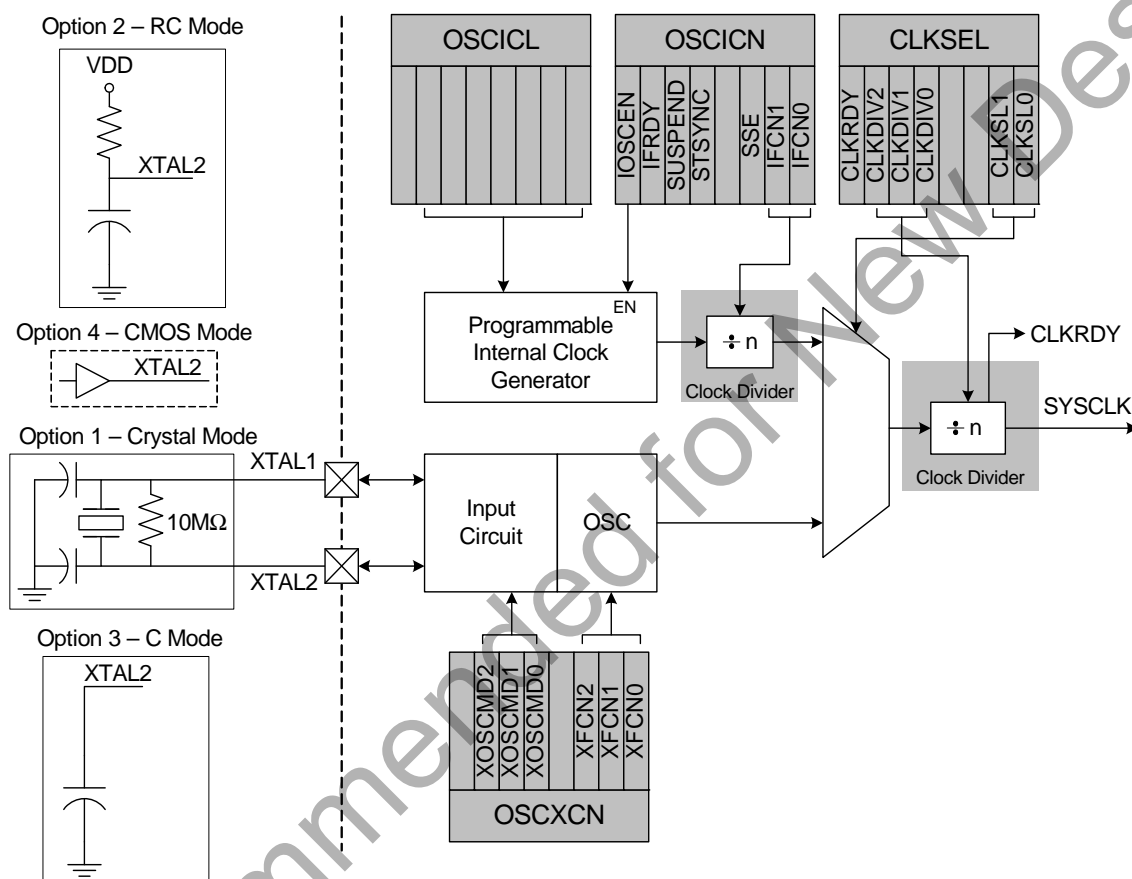 Option 2 – RC Mode
VDD
XTAL2
Option 4 – CMOS Mode
XTAL2
Option 1 – Crystal Mode
XTAL1
10MΩ
XTAL2
Option 3 – C Mode
XTAL2
OSCICL
OSCICN
IOSCEN
IFRDY
SUSPEND
STSYNC
SSE
IFCN1
IFCN0
CLKSEL
CLKRDY
CLKDIV2
CLKDIV1
CLKDIV0
CLKSL1
CLKSL0
EN
Programmable
Internal Clock
Generator
÷ n
Clock Divider
CLKRDY
SYSCLK
÷ n
Clock Divider
Input
Circuit
OSC
XOSCMD2
XOSCMD1
XOSCMD0
XFCN2
XFCN1
XFCN0
OSCXCN
mmended for New Des